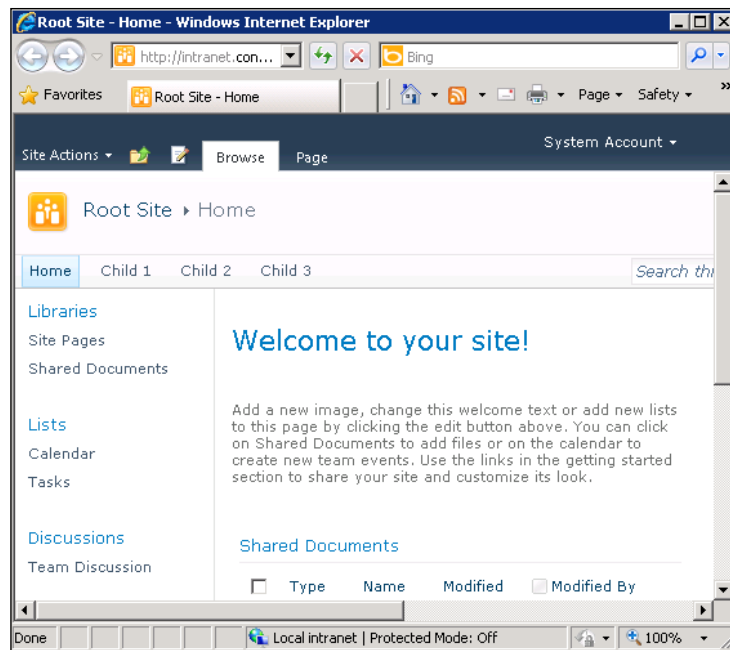 Root Site - Home - Windows Internet Explorer
http://intranet.con... Bing
Favorites Root Site - Home Page Safety »
Site Actions Browse Page System Account
Root Site Home
Home Child 1 Child 2 Child 3 Search
Libraries
Site Pages
Shared Documents
Lists
Calendar
Tasks
Discussions
Team Discussion
Welcome to your site!
Add a new image, change this welcome text or add new lists
to this page by clicking the edit button above. You can click
on Shared Documents to add files or on the calendar to
create new team events. Use the links in the getting started
section to share your site and customize its look.
Shared Documents
Type Name Modified Modified By
Done Local intranet | Protected Mode: Off 100%